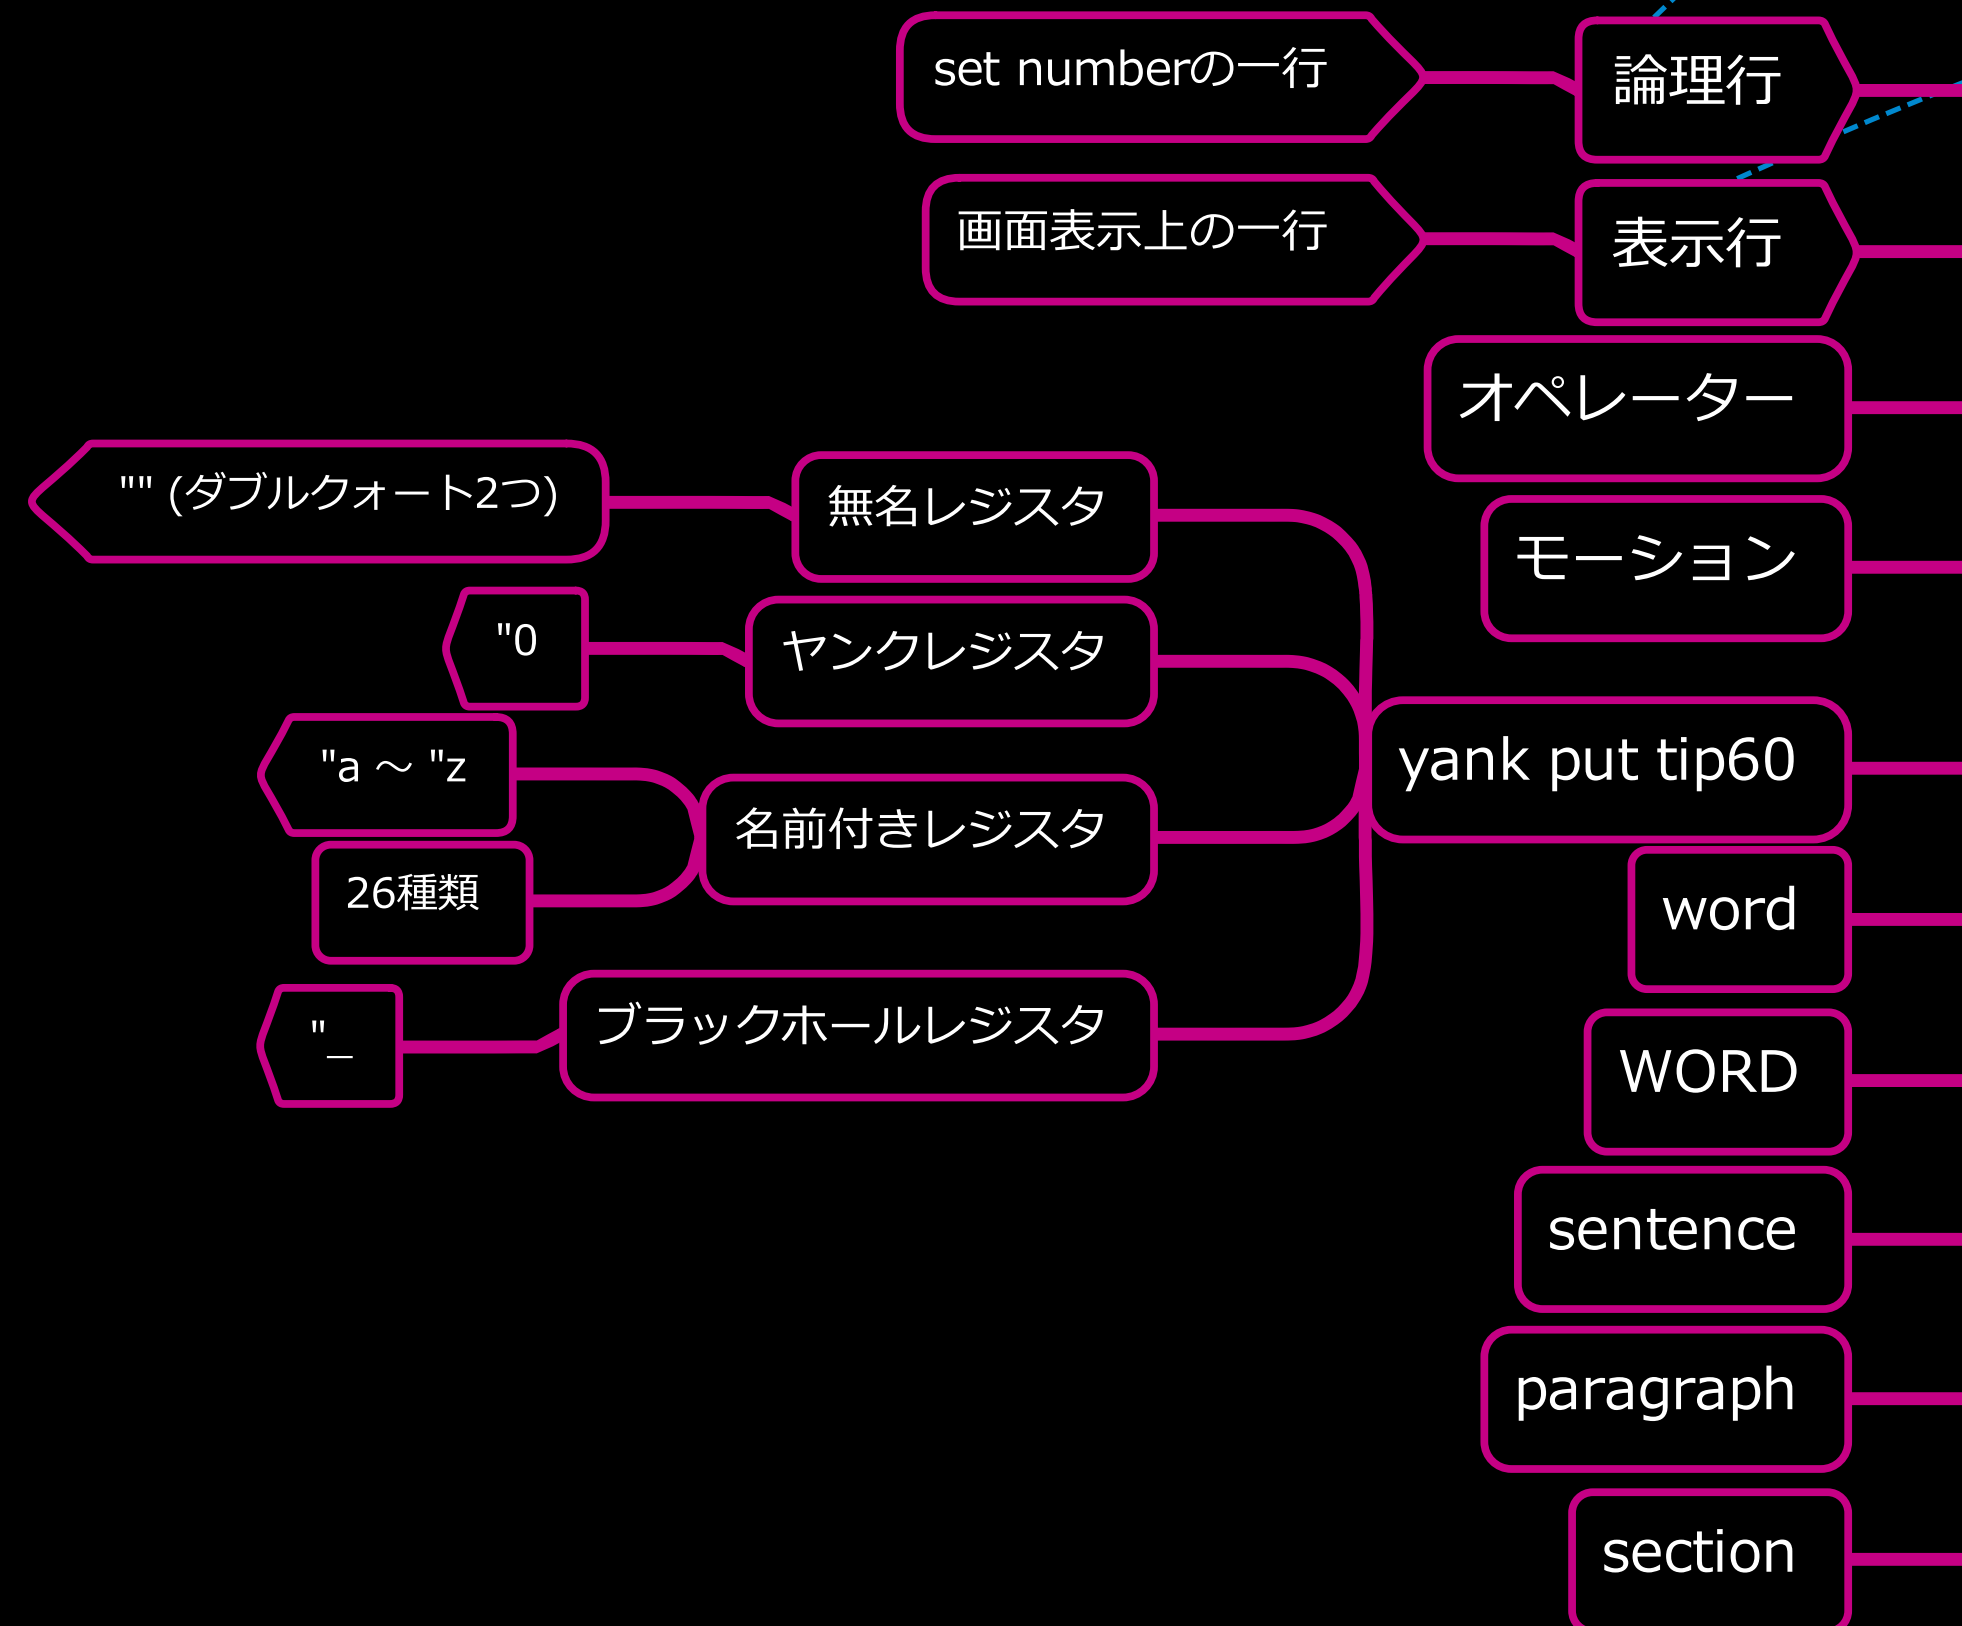 set numberの一行
論理行
画面表示上の一行
表示行
オペレーター
モーション
"" (ダブルクォート2つ)
無名レジスタ
"0
ヤンクレジスタ
"a ～ "z
26種類
名前付きレジスタ
"_
ブラックホールレジスタ
yank put tip60
word
WORD
sentence
paragraph
section